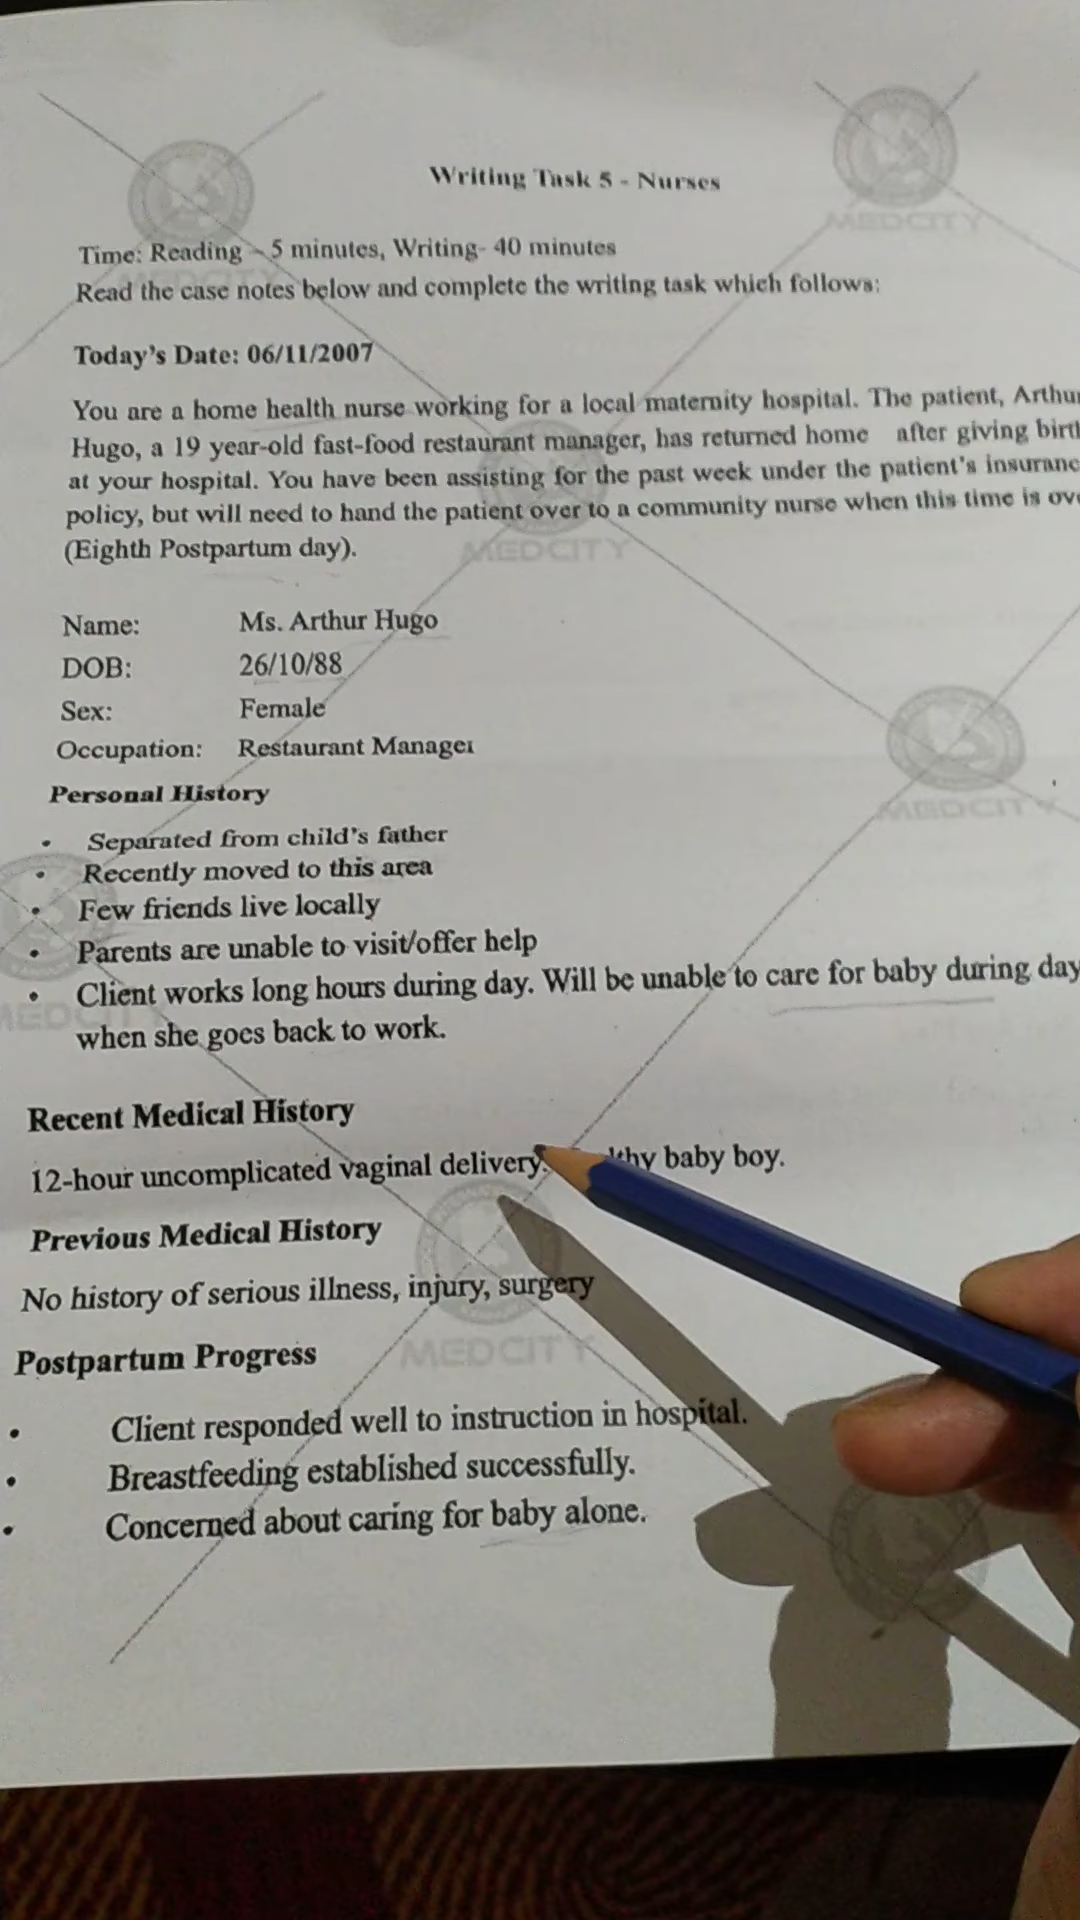 Writing Task 5 - Nurses
MEDCITY
Time: Reading - 5 minutes, Writing- 40 minutes
Read the case notes below and complete the writing task which follows:
Today's Date: 06/11/2007
You are a home health nurse working for a local maternity hospital. The patient, Arthur
Hugo, a 19 year-old fast-food restaurant manager, has returned home after giving birt
at your hospital. You have been assisting for the past week under the patient's insuranc
policy, but will need to hand the patient over to a community nurse when this time is ov
(Eighth Postpartum day).
MEDCITY
Name: Ms. Arthur Hugo
DOB: 26/10/88
Sex: Female
Occupation: Restaurant Manager
MEDCITY
Personal History
• Separated from child's father
• Recently moved to this area
• Few friends live locally
• Parents are unable to visit/offer help
• Client works long hours during day. Will be unable to care for baby during day
when she goes back to work.
Recent Medical History
12-hour uncomplicated vaginal delivery. thy baby boy.
Previous Medical History
No history of serious illness, injury, surgery
MEDCITY
Postpartum Progress
• Client responded well to instruction in hospital.
• Breastfeeding established successfully.
• Concerned about caring for baby alone.